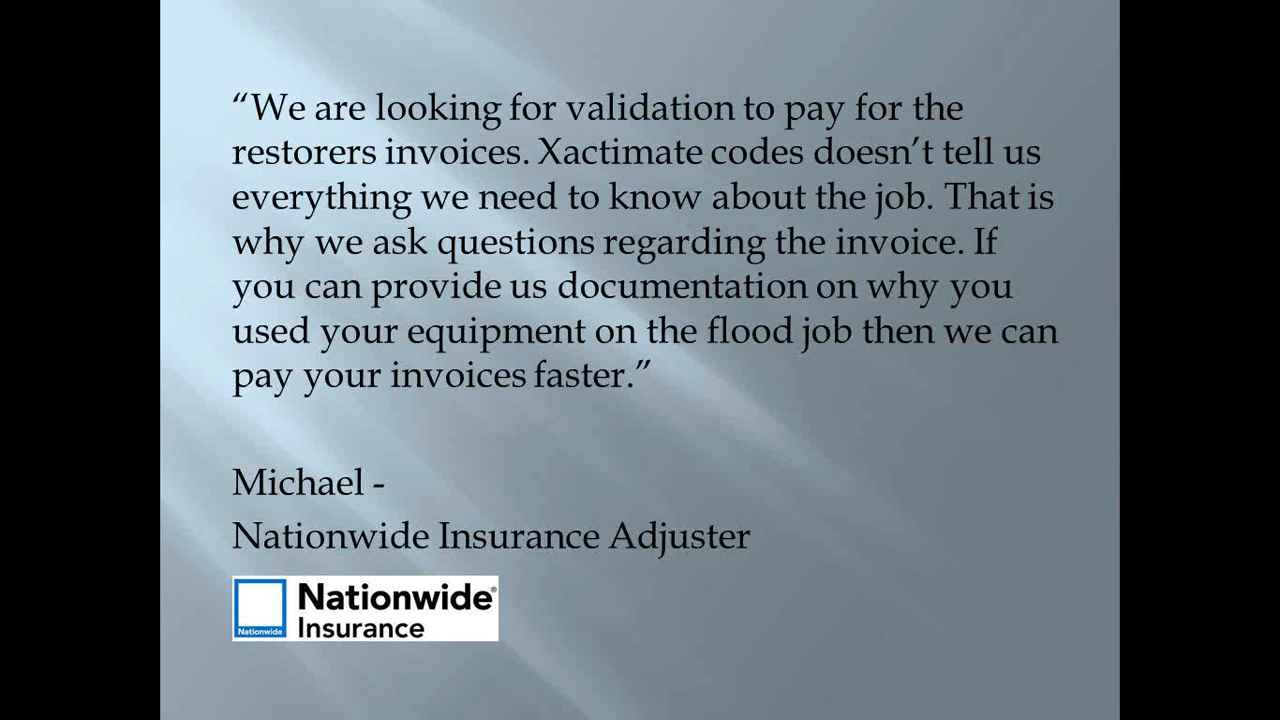 “We are looking for validation to pay for the
restorers invoices. Xactimate codes doesn’t tell us
everything we need to know about the job. That is
why we ask questions regarding the invoice. If
you can provide us documentation on why you
used your equipment on the flood job then we can
pay your invoices faster.”
Michael -
Nationwide Insurance Adjuster
Nationwide®
Insurance
Nationwide